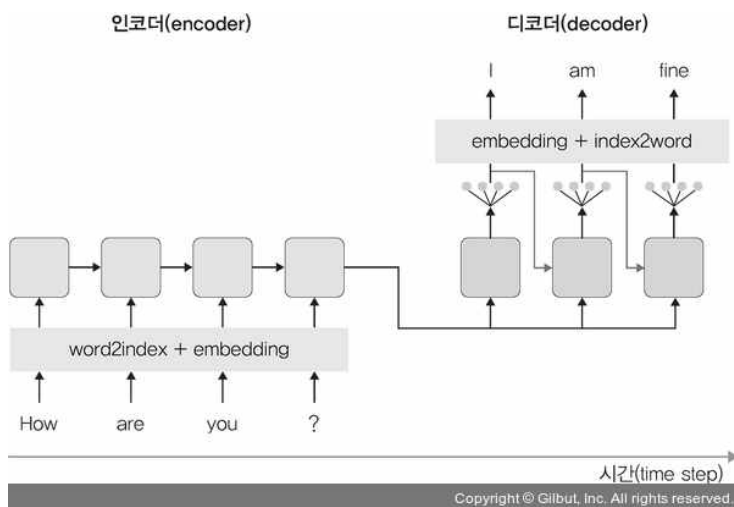 인코더(encoder)
디코더(decoder)
I am fine
embedding + index2word
word2index + embedding
How are you ?
시간(time step)
Copyright © Gilbut, Inc. All rights reserved.